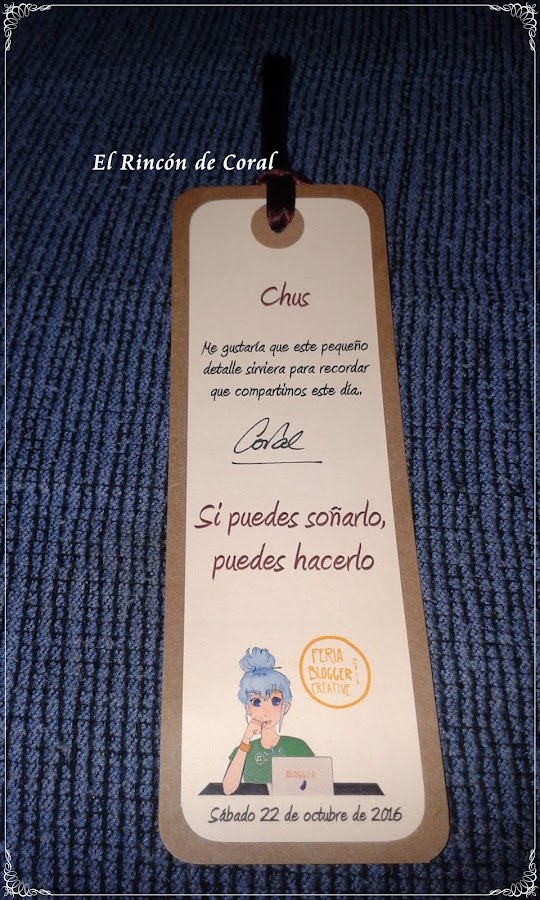 El Rincón de Coral
Chus
Me gustaría que este pequeño
detalle sirviera para recordar
que compartimos este día..
Coral
Si puedes soñarlo,
puedes hacerlo
FERIA
BLOGGER
CREATIVE
2016
BLOGGER
Sábado 22 de octubre de 2016